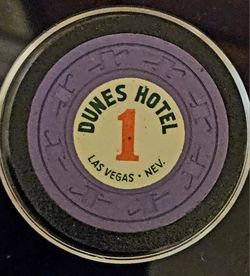 DUNES HOTEL
1
LAS VEGAS • NEV.